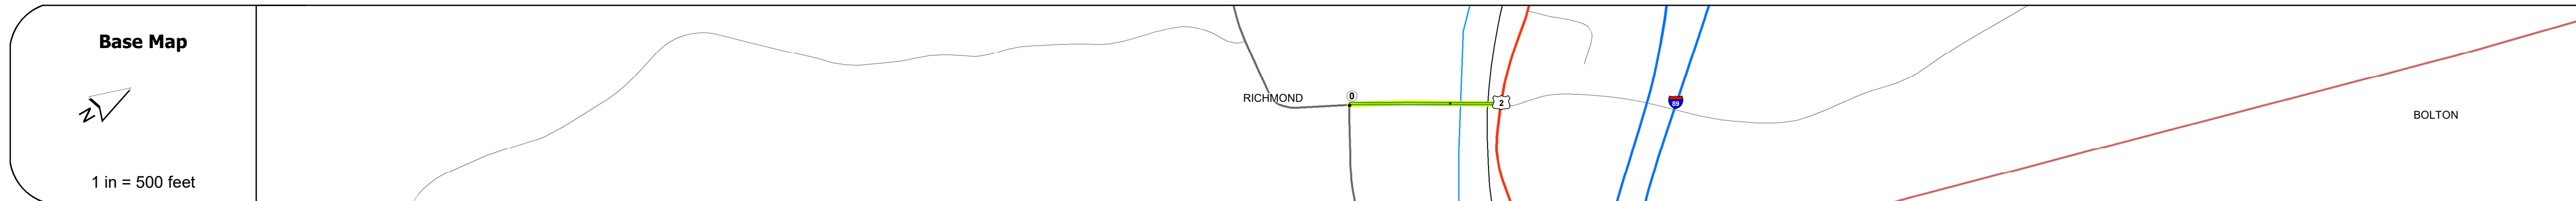 Base Map
N
1 in = 500 feet
RICHMOND
0
2
89
BOLTON